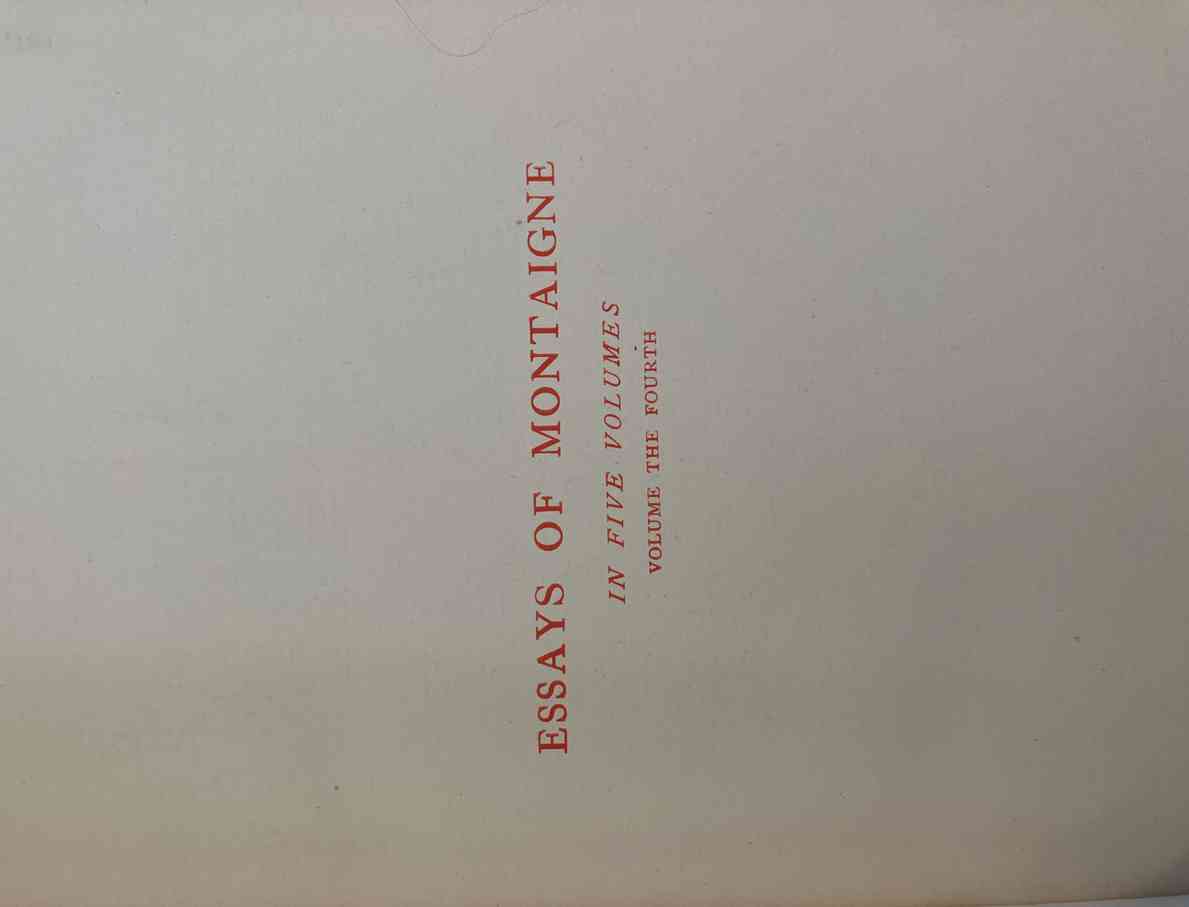 ESSAYS OF MONTAIGNE
IN FIVE VOLUMES
VOLUME THE FOURTH